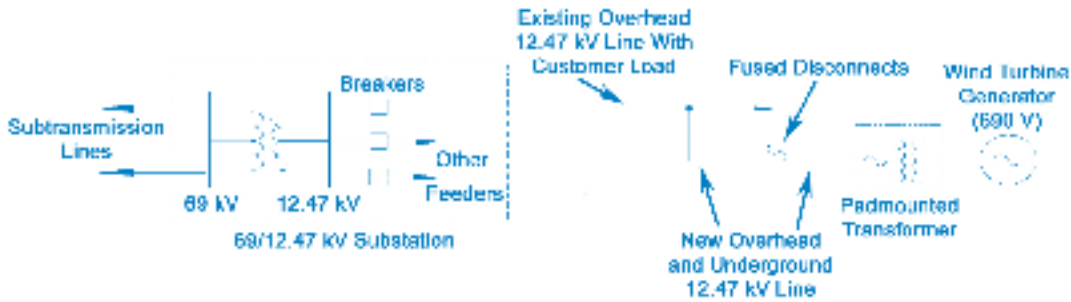 Existing Overhead
12.47 kV Line With
Customer Load
Breakers
Fused Disconnects
Wind Turbine
Generator
(690 V)
Subtransmission
Lines
Other
Feeders
69 kV
12.47 kV
69/12.47 kV Substation
Padmounted
Transformer
New Overhead
and Underground
12.47 kV Line